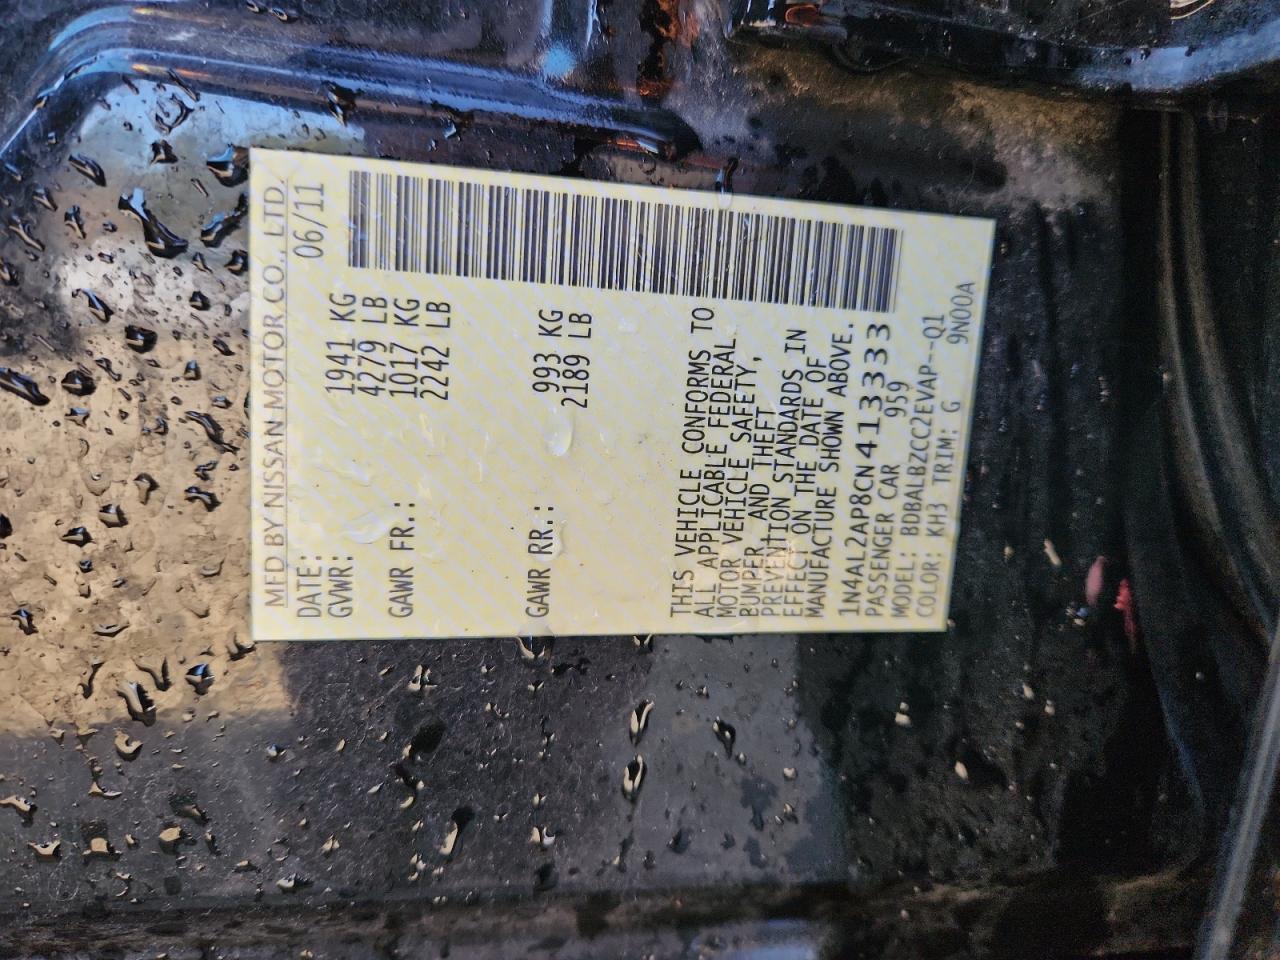 MFD BY NISSAN MOTOR CO., LTD.
DATE: 06/11
GVWR: 1941 KG
4279 LB
GAWR FR.: 1017 KG
2242 LB
GAWR RR.: 993 KG
2189 LB
THIS VEHICLE CONFORMS TO
ALL APPLICABLE FEDERAL
MOTOR VEHICLE SAFETY,
BUMPER, AND THEFT
PREVENTION STANDARDS IN
EFFECT ON THE DATE OF
MANUFACTURE SHOWN ABOVE.
1N4AL2AP8CN413333
PASSENGER CAR 959
MODEL: BDBALBZCC2EVAP--Q1
COLOR: KH3 TRIM: G 9N00A